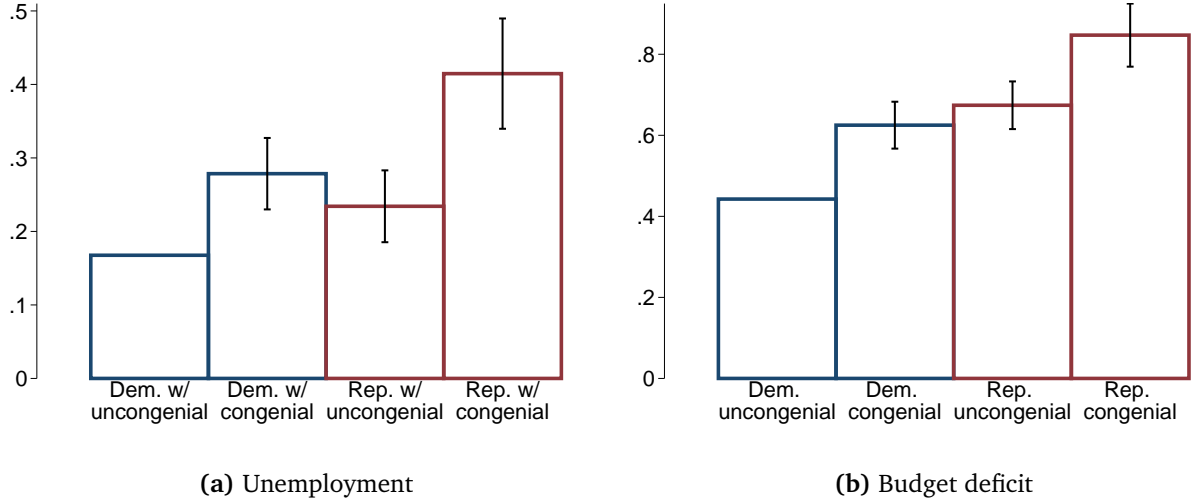 .5
.4
.3
.2
.1
0
Dem. w/
uncongenial
Dem. w/
congenial
Rep. w/
uncongenial
Rep. w/
congenial
(a) Unemployment
.8
.6
.4
.2
0
Dem.
uncongenial
Dem.
congenial
Rep.
uncongenial
Rep.
congenial
(b) Budget deficit